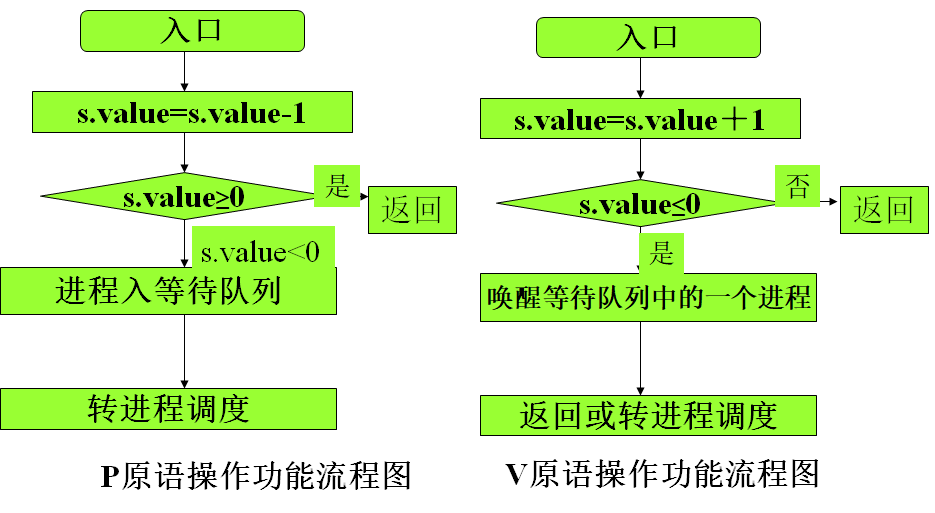 入口
s.value=s.value-1
s.value≥0
是
返回
s.value<0
进程入等待队列
转进程调度
P原语操作功能流程图
入口
s.value=s.value＋1
s.value≤0
否
返回
是
唤醒等待队列中的一个进程
返回或转进程调度
V原语操作功能流程图